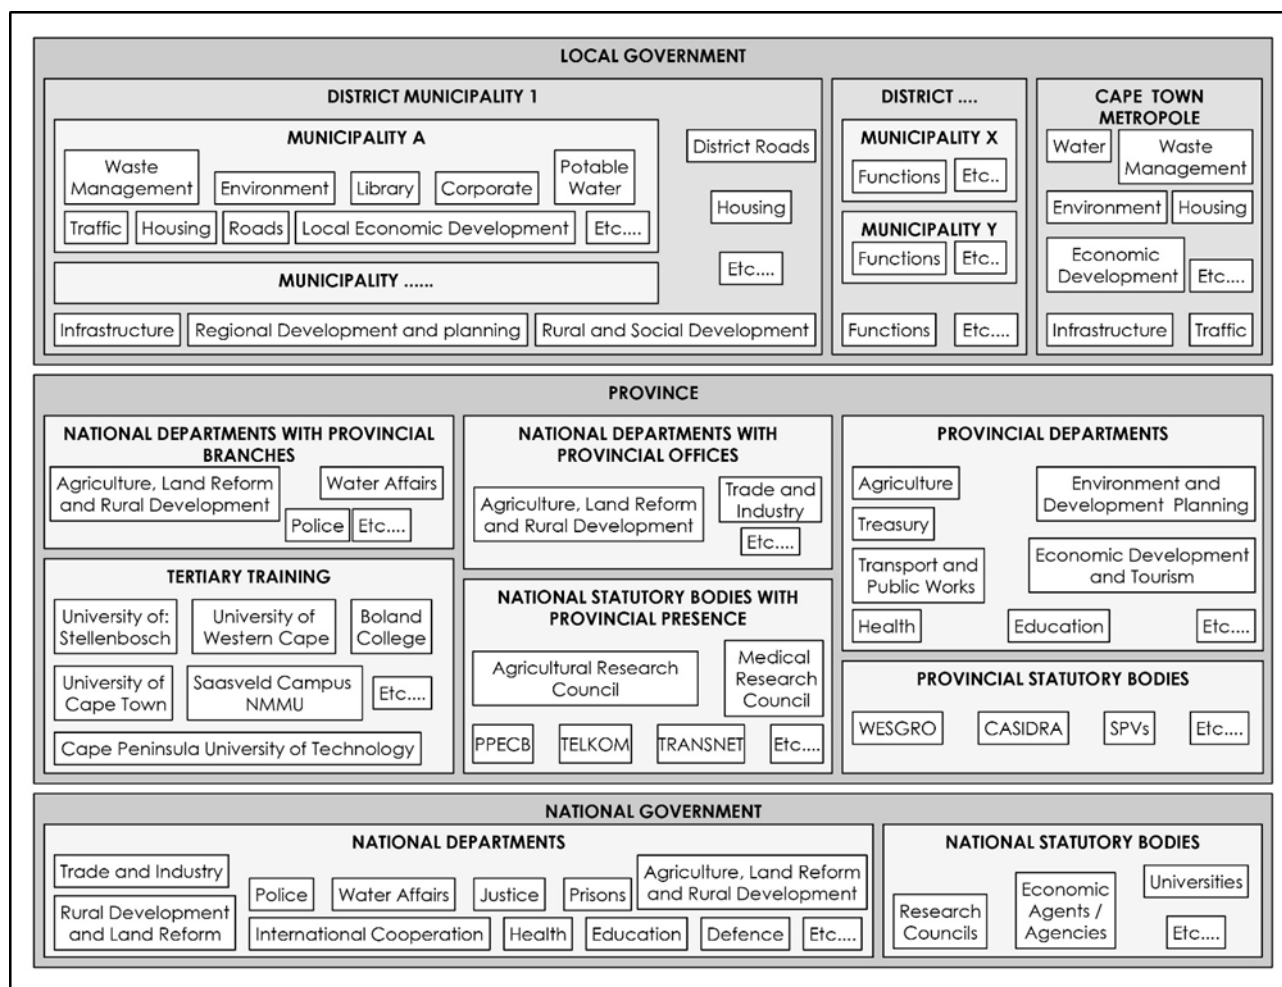 LOCAL GOVERNMENT
DISTRICT MUNICIPALITY 1
MUNICIPALITY A
Waste
Management
Environment
Library
Corporate
Potable
Water
Traffic
Housing
Roads
Local Economic Development
Etc....
MUNICIPALITY ......
District Roads
Housing
Etc....
Infrastructure
Regional Development and planning
Rural and Social Development
DISTRICT ....
MUNICIPALITY X
Functions
Etc..
MUNICIPALITY Y
Functions
Etc..
Functions
Etc....
CAPE TOWN
METROPOLE
Water
Waste
Management
Environment
Housing
Economic
Development
Etc....
Infrastructure
Traffic
PROVINCE
NATIONAL DEPARTMENTS WITH PROVINCIAL
BRANCHES
Agriculture, Land Reform
and Rural Development
Water Affairs
Police
Etc....
TERTIARY TRAINING
University of:
Stellenbosch
University of
Western Cape
Boland
College
University of
Cape Town
Saasveld Campus
NMMU
Etc....
Cape Peninsula University of Technology
NATIONAL DEPARTMENTS WITH
PROVINCIAL OFFICES
Agriculture, Land Reform
and Rural Development
Trade and
Industry
Etc....
NATIONAL STATUTORY BODIES WITH
PROVINCIAL PRESENCE
Agricultural Research
Council
Medical
Research
Council
PPECB
TELKOM
TRANSNET
Etc....
PROVINCIAL DEPARTMENTS
Agriculture
Environment and
Development Planning
Treasury
Transport and
Public Works
Economic Development
and Tourism
Health
Education
Etc....
PROVINCIAL STATUTORY BODIES
WESGRO
CASIDRA
SPVs
Etc....
NATIONAL GOVERNMENT
NATIONAL DEPARTMENTS
Trade and Industry
Police
Water Affairs
Justice
Prisons
Agriculture, Land Reform
and Rural Development
Rural Development
and Land Reform
International Cooperation
Health
Education
Defence
Etc....
NATIONAL STATUTORY BODIES
Research
Councils
Economic
Agents /
Agencies
Universities
Etc....